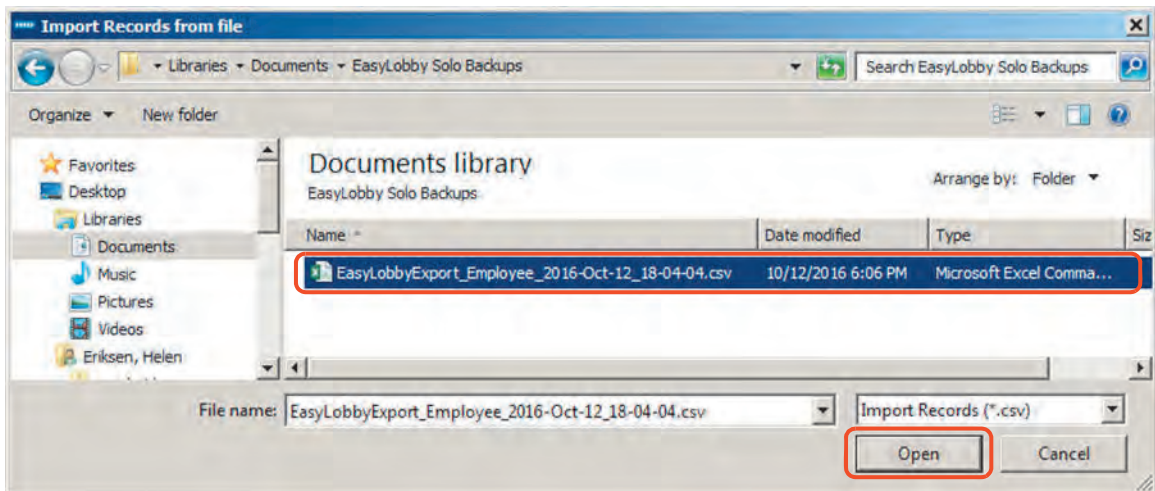 Import Records from file
Libraries Documents EasyLobby Solo Backups
Search EasyLobby Solo Backups
Organize New folder
Favorites
Desktop
Libraries
Documents
Music
Pictures
Videos
Eriksen, Helen
Documents library
EasyLobby Solo Backups
Arrange by: Folder
Name Date modified Type Siz
EasyLobbyExport_Employee_2016-Oct-12_18-04-04.csv 10/12/2016 6:06 PM Microsoft Excel Comma...
File name: EasyLobbyExport_Employee_2016-Oct-12_18-04-04.csv Import Records (*.csv)
Open Cancel